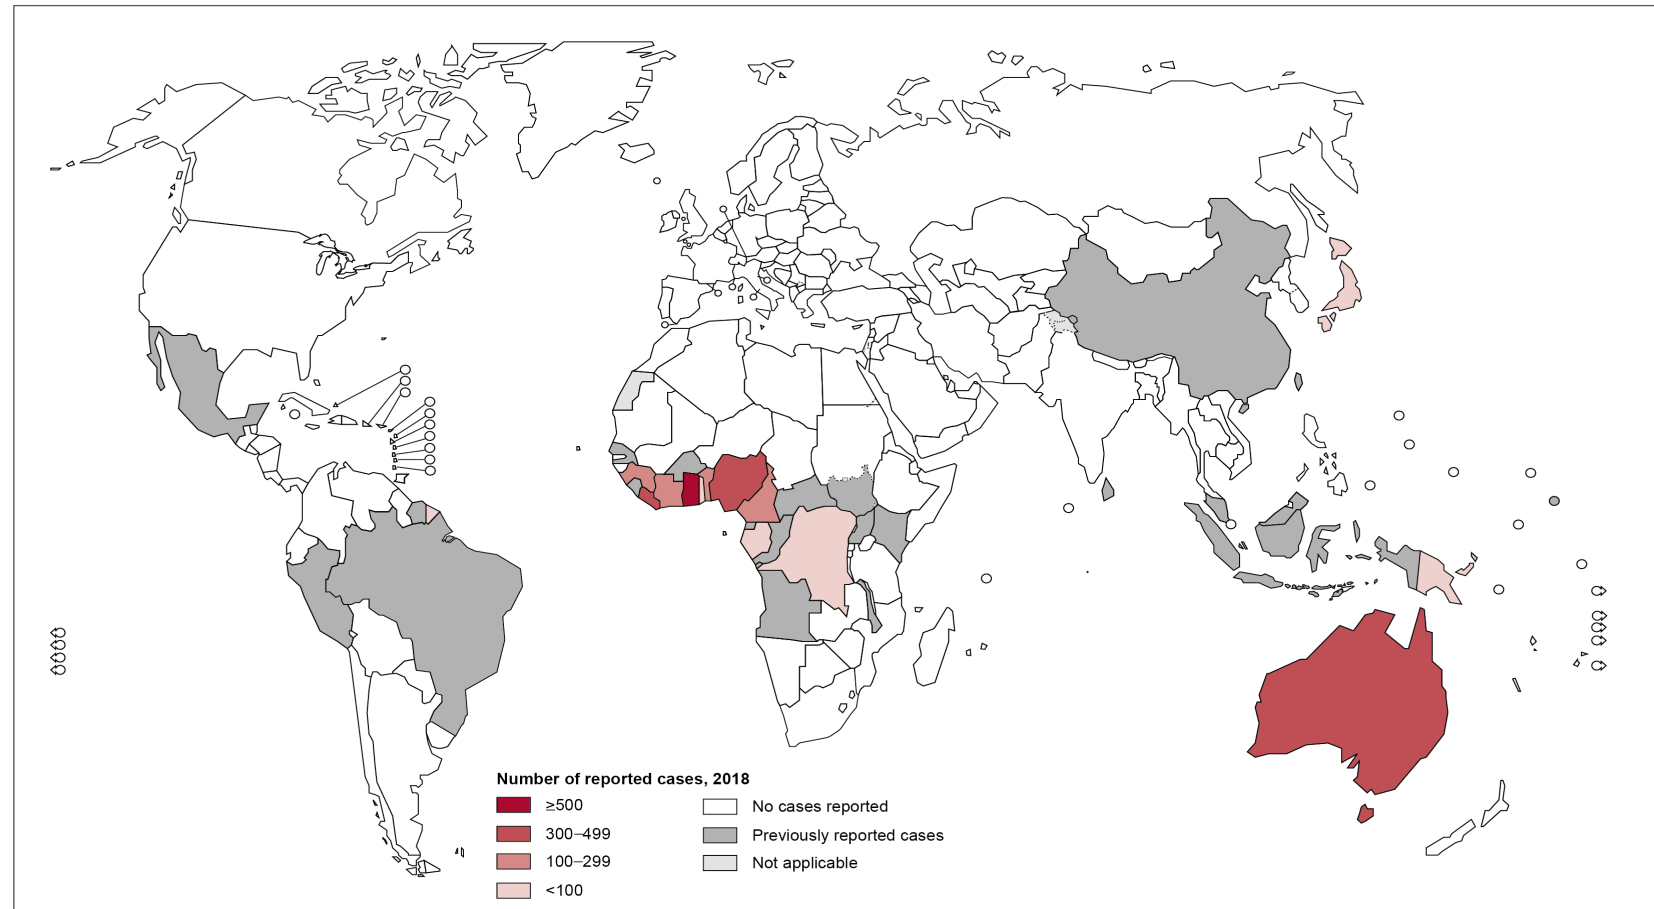 Number of reported cases, 2018
≥500
300–499
100–299
<100
No cases reported
Previously reported cases
Not applicable